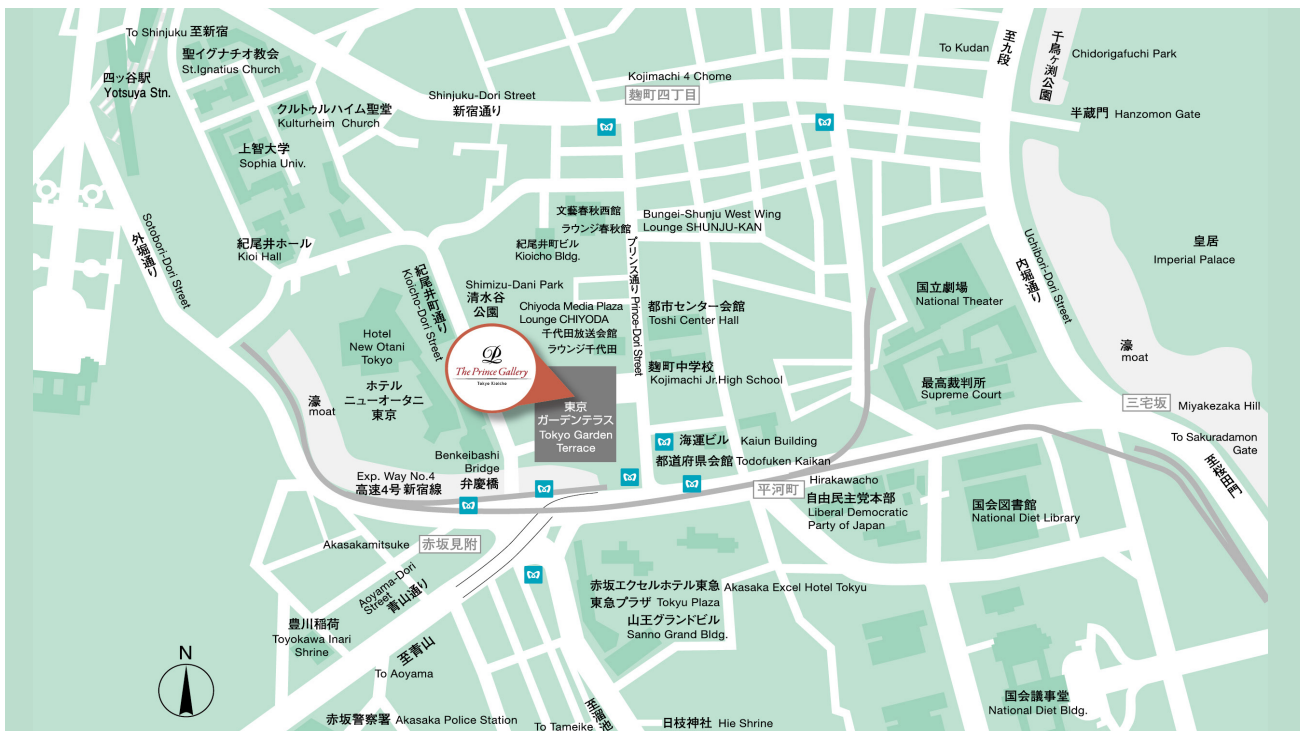 To Shinjuku 至新宿
聖イグナチオ教会
St.Ignatius Church
四ッ谷駅
Yotsuya Stn.
クルトゥルハイム聖堂
Kulturheim Church
上智大学
Sophia Univ.
Shinjuku-Dori Street
新宿通り
Kojimachi 4 Chome
麹町四丁目
To Kudan
至九段
千鳥ヶ渕公園
Chidorigafuchi Park
半蔵門 Hanzomon Gate
Sotobori-Dori Street
外堀通り
紀尾井ホール
Kioi Hall
紀尾井町通り
Kioicho-Dori Street
文藝春秋西館
ラウンジ春秋館
Bungei-Shunju West Wing
Lounge SHUNJU-KAN
紀尾井町ビル
Kioicho Bldg.
プリンス通り Prince-Dori Street
Shimizu-Dani Park
清水谷
公園
Chiyoda Media Plaza
Lounge CHIYODA
千代田放送会館
ラウンジ千代田
都市センター会館
Toshi Center Hall
麹町中学校
Kojimachi Jr.High School
国立劇場
National Theater
Uchibori-Dori Street
内堀通り
皇居
Imperial Palace
濠
moat
最高裁判所
Supreme Court
三宅坂
Miyakezaka Hill
To Sakuradamon
Gate
至桜田門
Hotel
New Otani
Tokyo
ホテル
ニューオータニ
東京
濠
moat
P
The Prince Gallery
Tokyo Kioicho
東京
ガーデンテラス
Tokyo Garden
Terrace
海運ビル Kaiun Building
都道府県会館 Todofuken Kaikan
Benkeibashi
Bridge
弁慶橋
Exp. Way No.4
高速4号新宿線
平河町
Hirakawacho
自由民主党本部
Liberal Democratic
Party of Japan
国会図書館
National Diet Library
Akasakamitsuke
赤坂見附
Aoyama-Dori
Street
青山通り
豊川稲荷
Toyokawa Inari
Shrine
至青山
To Aoyama
赤坂エクセルホテル東急 Akasaka Excel Hotel Tokyu
東急プラザ Tokyu Plaza
山王グランドビル
Sanno Grand Bldg.
N
赤坂警察署 Akasaka Police Station
To Tameike
至溜池
日枝神社 Hie Shrine
国会議事堂
National Diet Bldg.